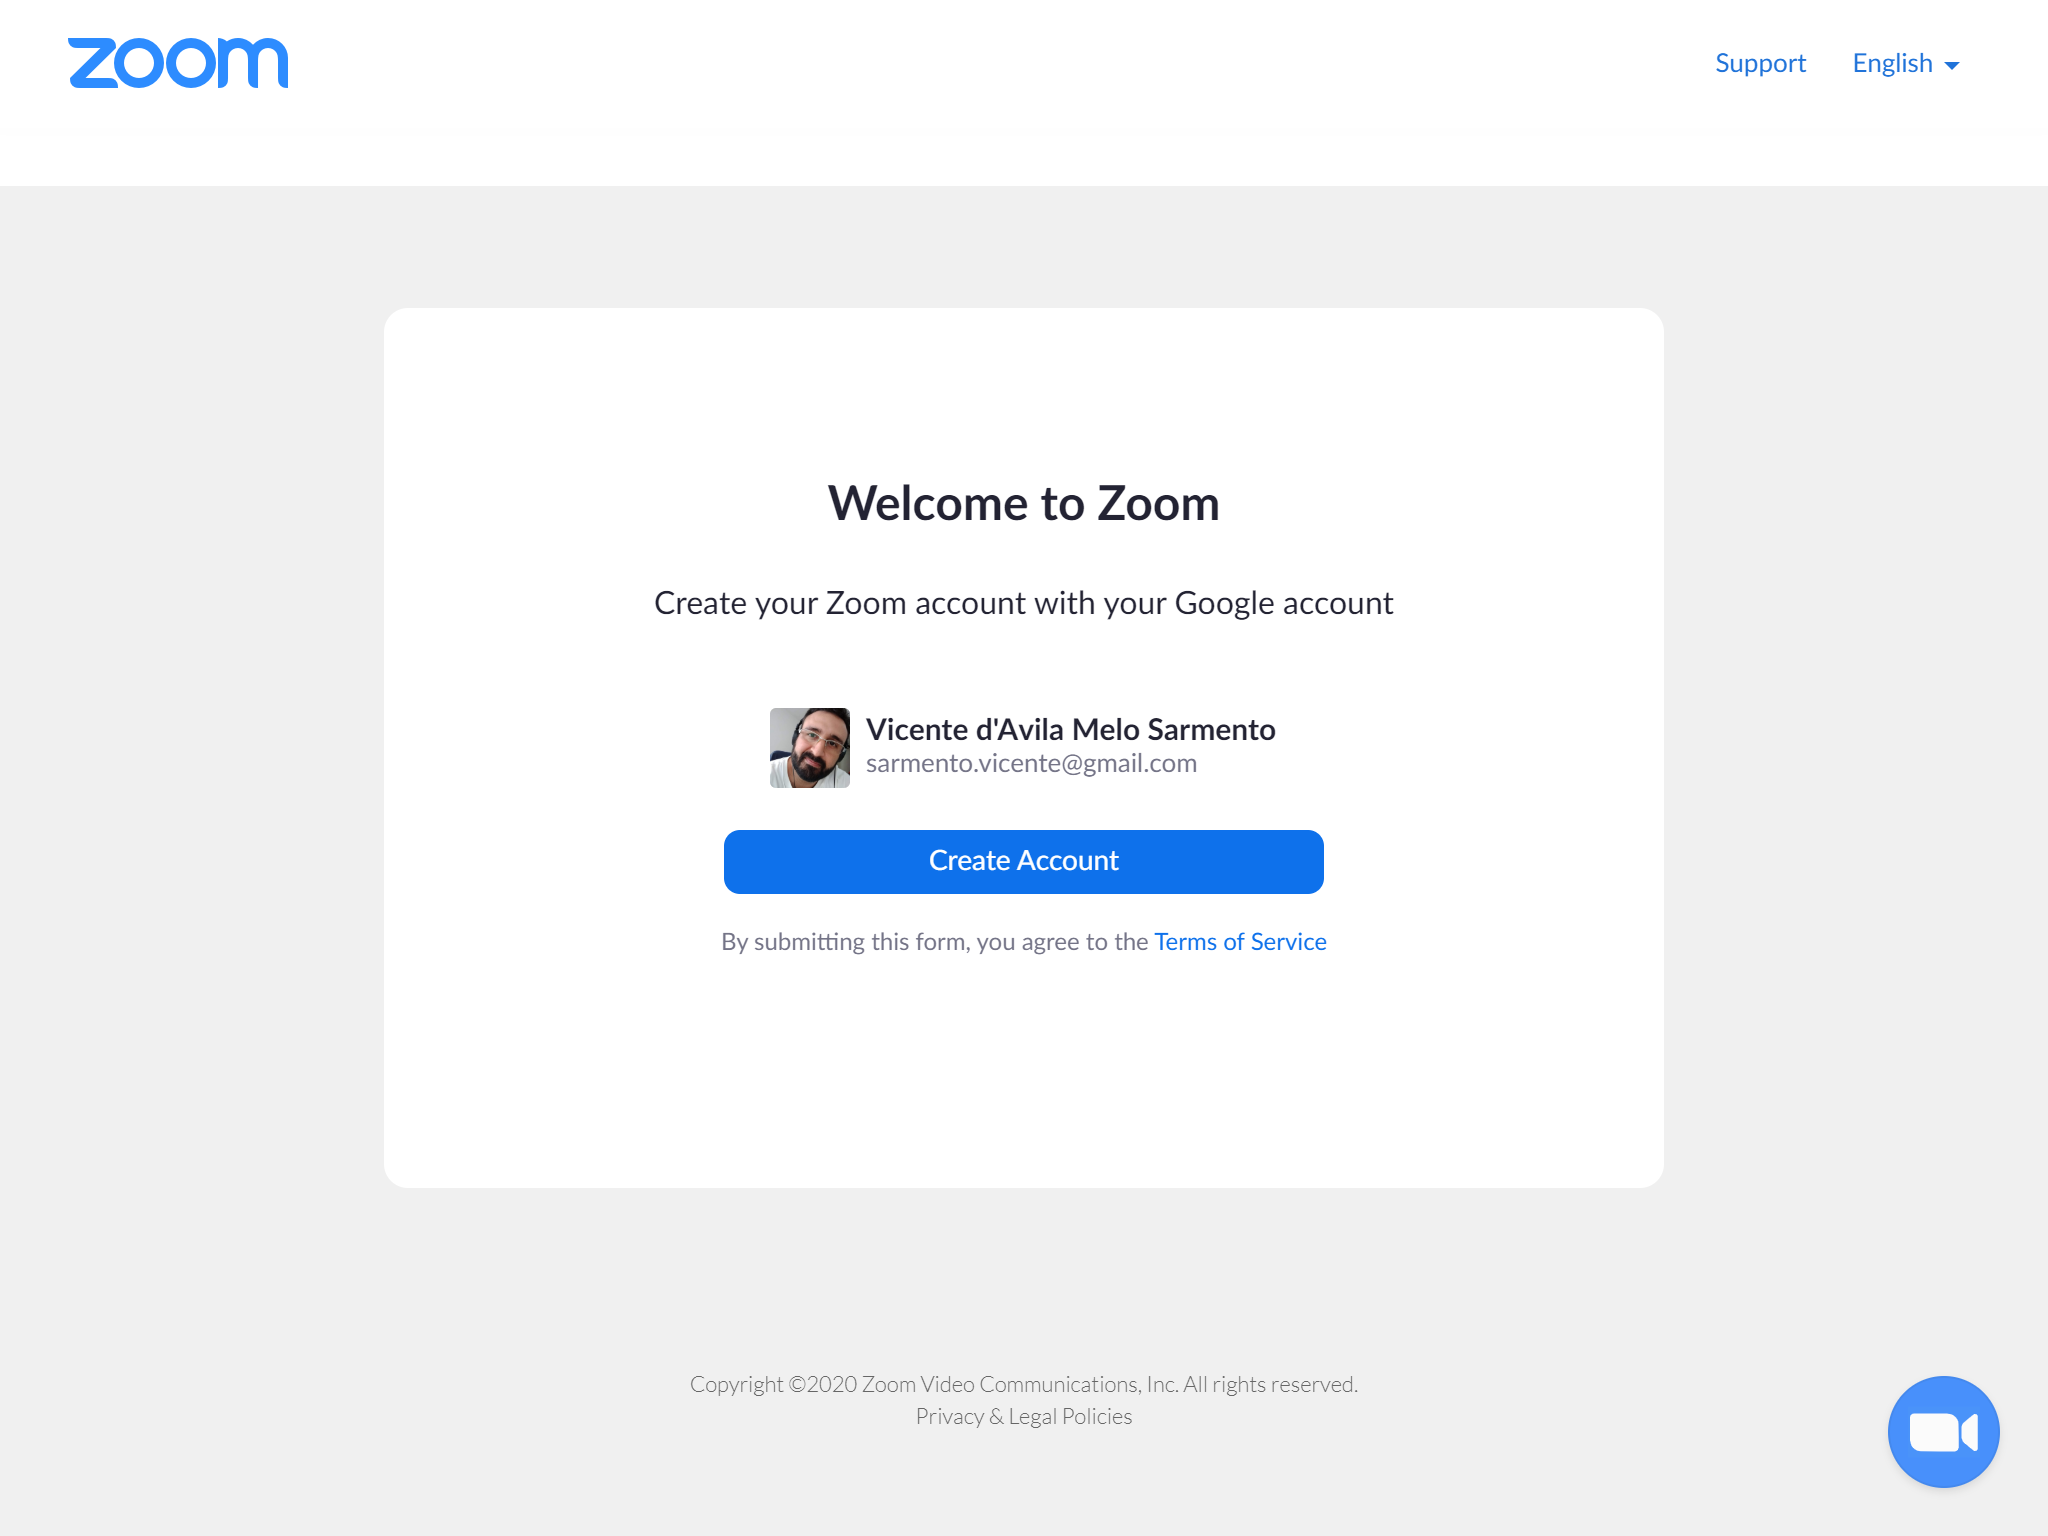 zoom
Support
English
Welcome to Zoom
Create your Zoom account with your Google account
Vicente d'Avila Melo Sarmento
sarmento.vicente@gmail.com
Create Account
By submitting this form, you agree to the Terms of Service
Copyright ©2020 Zoom Video Communications, Inc. All rights reserved.
Privacy & Legal Policies